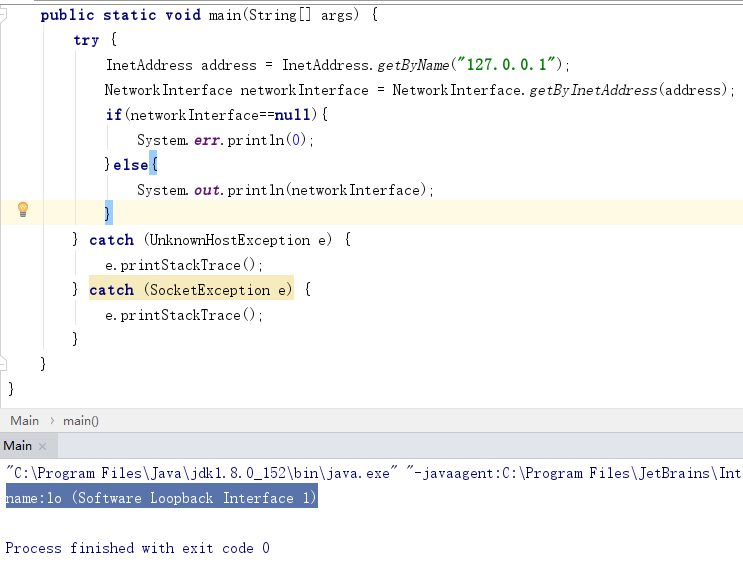 public static void main(String[] args) {
try {
InetAddress address = InetAddress.getByName("127.0.0.1");
NetworkInterface networkInterface = NetworkInterface.getByInetAddress(address);
if(networkInterface==null){
System.err.println(0);
}else{
System.out.println(networkInterface);
}
} catch (UnknownHostException e) {
e.printStackTrace();
} catch (SocketException e) {
e.printStackTrace();
}
}
}
Main > main()
Main ×
"C:\Program Files\Java\jdk1.8.0_152\bin\java.exe" "-javaagent:C:\Program Files\JetBrains\Int
name:lo (Software Loopback Interface 1)
Process finished with exit code 0